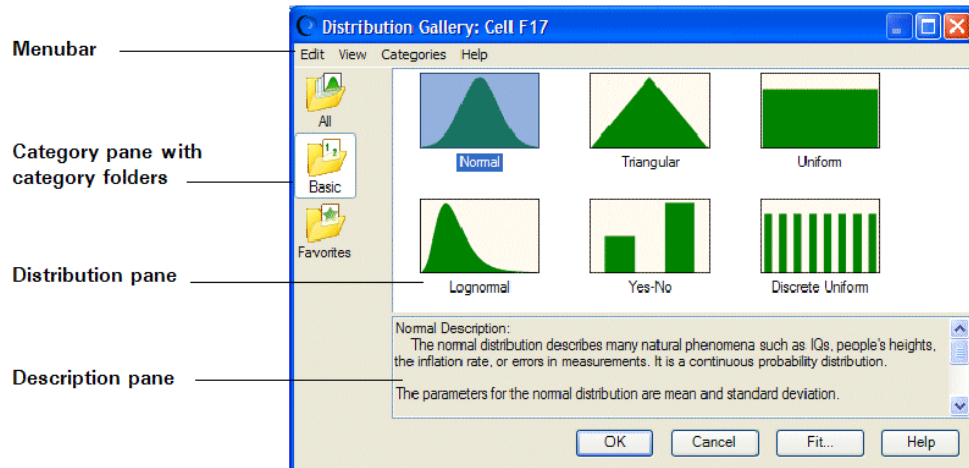 Distribution Gallery: Cell F17
Menubar
Edit View Categories Help
All
Normal Triangular Uniform
Category pane with
category folders
Basic
Favorites
Distribution pane
Lognormal Yes-No Discrete Uniform
Normal Description:
The normal distribution describes many natural phenomena such as IQs, people's heights,
the inflation rate, or errors in measurements. It is a continuous probability distribution.
Description pane
The parameters for the normal distribution are mean and standard deviation.
OK Cancel Fit... Help